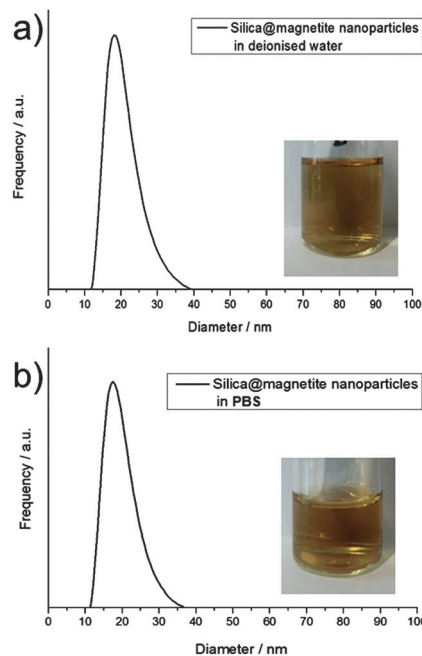 a)
Silica@magnetite nanoparticles
in deionised water
Frequency / a.u.
0 10 20 30 40 50 60 70 80 90 100
Diameter / nm
b)
Silica@magnetite nanoparticles
in PBS
Frequency / a.u.
0 10 20 30 40 50 60 70 80 90 100
Diameter / nm